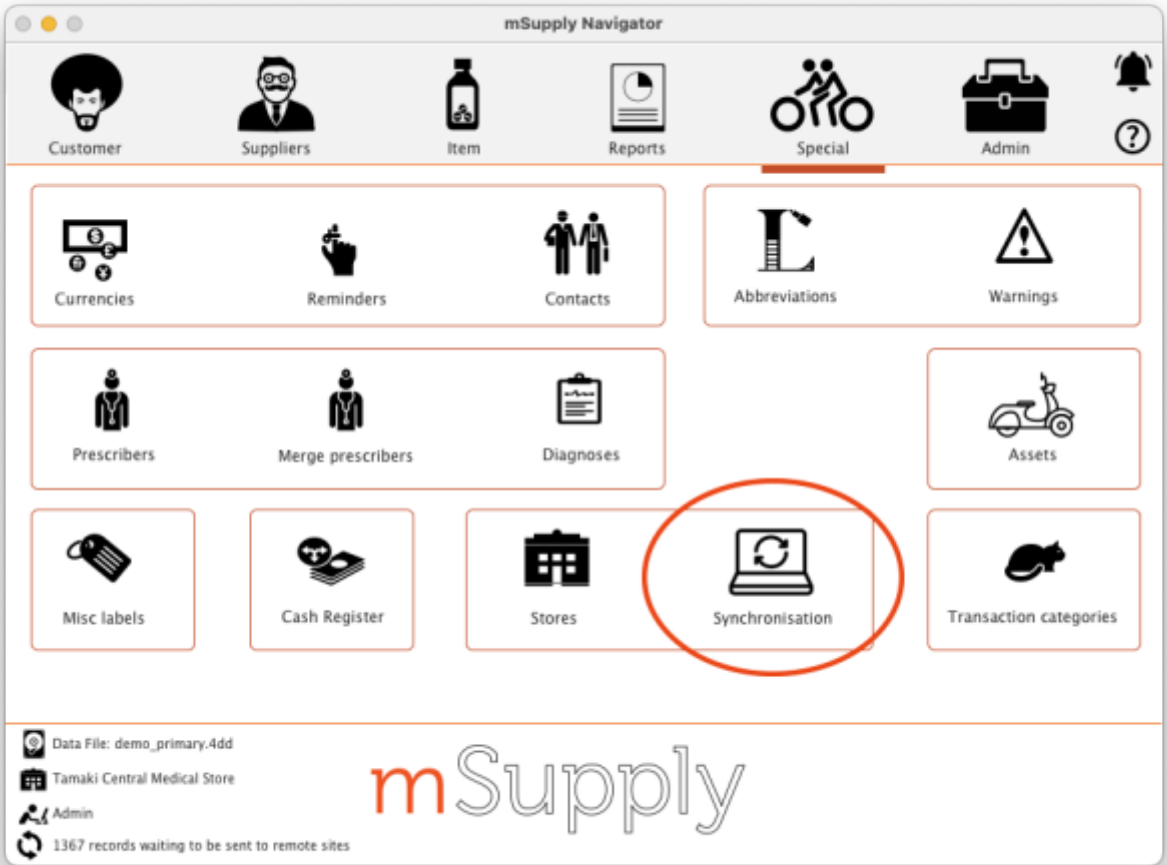 mSupply Navigator
Customer
Suppliers
Item
Reports
Special
Admin
?
Currencies
Reminders
Contacts
Abbreviations
Warnings
Prescribers
Merge prescribers
Diagnoses
Assets
Misc labels
Cash Register
Stores
Synchronisation
Transaction categories
Data File: demo_primary.4dd
Tamaki Central Medical Store
Admin
1367 records waiting to be sent to remote sites
mSupply